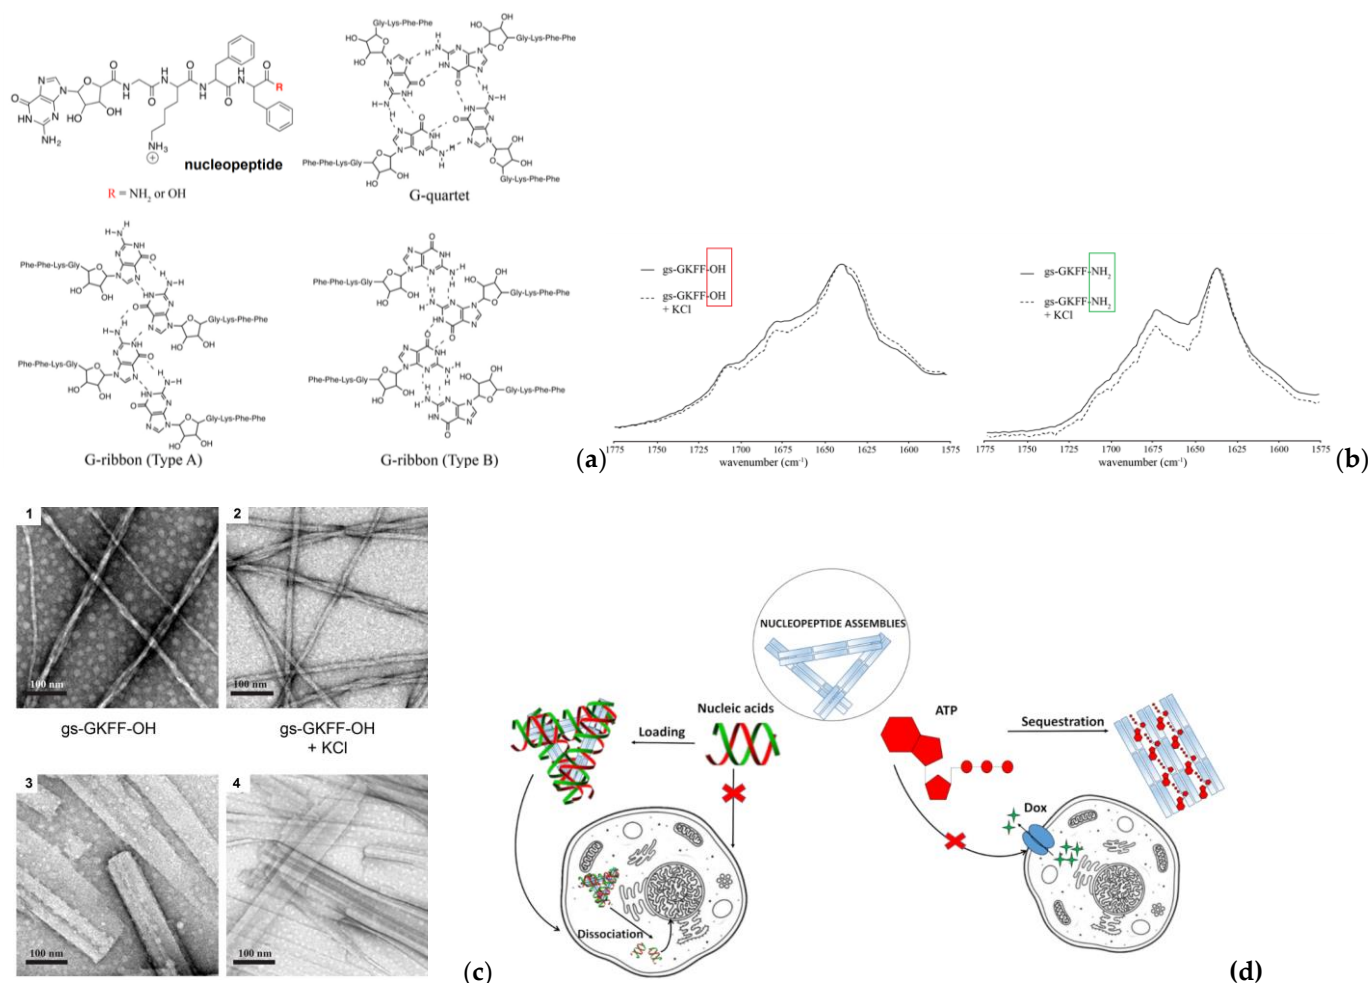 Gly-Lys-Phe-Phe
Gly-Lys-Phe-Phe
Phe-Phe-Lys-Gly
Gly-Lys-Phe-Phe
nucleopeptide
R = NH2 or OH
G-quartet
Phe-Phe-Lys-Gly
Gly-Lys-Phe-Phe
Phe-Phe-Lys-Gly
Gly-Lys-Phe-Phe
G-ribbon (Type A)
Phe-Phe-Lys-Gly
Gly-Lys-Phe-Phe
Phe-Phe-Lys-Gly
Gly-Lys-Phe-Phe
G-ribbon (Type B)
(a)
gs-GKFF-OH
gs-GKFF-OH
+ KCl
1775 1750 1700 1650 1600 1575
wavenumber (cm-1)
gs-GKFF-NH2
gs-GKFF-NH2
+ KCl
1775 1750 1700 1650 1600 1575
wavenumber (cm-1)
(b)
1
100 nm
2
100 nm
gs-GKFF-OH
gs-GKFF-OH
+ KCl
3
100 nm
4
100 nm
(c)
NUCLEOPEPTIDE ASSEMBLIES
Loading
Nucleic acids
Dissociation
ATP
Sequestration
Dox
(d)